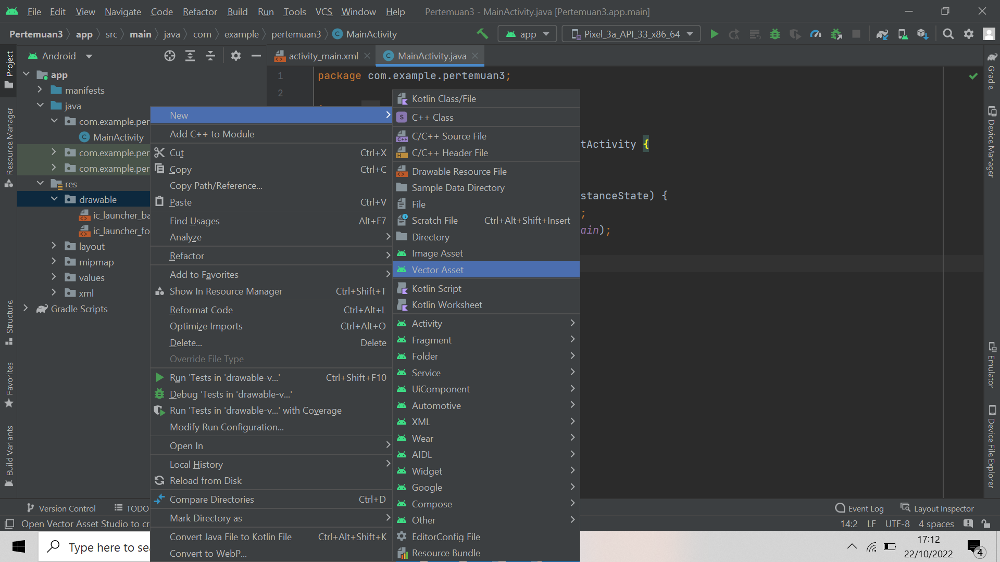 File Edit View Navigate Code Refactor Build Run Tools VCS Window Help Pertemuan3 - MainActivity.java [Pertemuan3.app.main]
Pertemuan3 app src main java com example pertemuan3 MainActivity app Pixel_3a_API_33_x86_64
Android
activity_main.xml MainActivity.java
Project
Resource Manager
Structure
Favorites
Build Variants
app
manifests
java
com.example.per
MainActivity
com.example.per
com.example.per
res
drawable
ic_launcher_ba
ic_launcher_fo
layout
mipmap
values
xml
Gradle Scripts
1 package com.example.pertemuan3;
2
tActivity {
stanceState) {
;
ain);
New
Add C++ to Module
Cut Ctrl+X
Copy Ctrl+C
Copy Path/Reference...
Paste Ctrl+V
Find Usages Alt+F7
Analyze
Refactor
Add to Favorites
Show In Resource Manager Ctrl+Shift+T
Reformat Code Ctrl+Alt+L
Optimize Imports Ctrl+Alt+O
Delete... Delete
Override File Type
Run 'Tests in 'drawable-v...' Ctrl+Shift+F10
Debug 'Tests in 'drawable-v...'
Run 'Tests in 'drawable-v...' with Coverage
Modify Run Configuration...
Open In
Local History
Reload from Disk
Compare Directories Ctrl+D
Mark Directory as
Convert Java File to Kotlin File Ctrl+Alt+Shift+K
Convert to WebP...
Kotlin Class/File
S C++ Class
C/C++ Source File
C/C++ Header File
Drawable Resource File
Sample Data Directory
File
Scratch File Ctrl+Alt+Shift+Insert
Directory
Image Asset
Vector Asset
Kotlin Script
Kotlin Worksheet
Activity
Fragment
Folder
Service
UiComponent
Automotive
XML
Wear
AIDL
Widget
Google
Compose
Other
EditorConfig File
Resource Bundle
Gradle
Device Manager
Emulator
Device File Explorer
Version Control TODO Event Log Layout Inspector
Open Vector Asset Studio to cr 14:2 LF UTF-8 4 spaces
Type here to se 17:12
22/10/2022 4